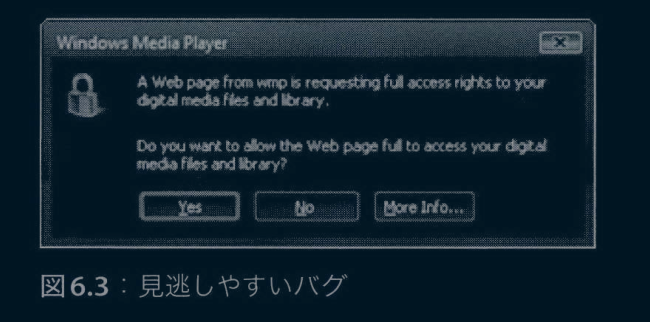 Windows Media Player
A Web page from wmp is requesting full access rights to your
digital media files and library.
Do you want to allow the Web page full to access your digital
media files and library?
Yes
No
More Info...
図6.3：見逃しやすいバグ